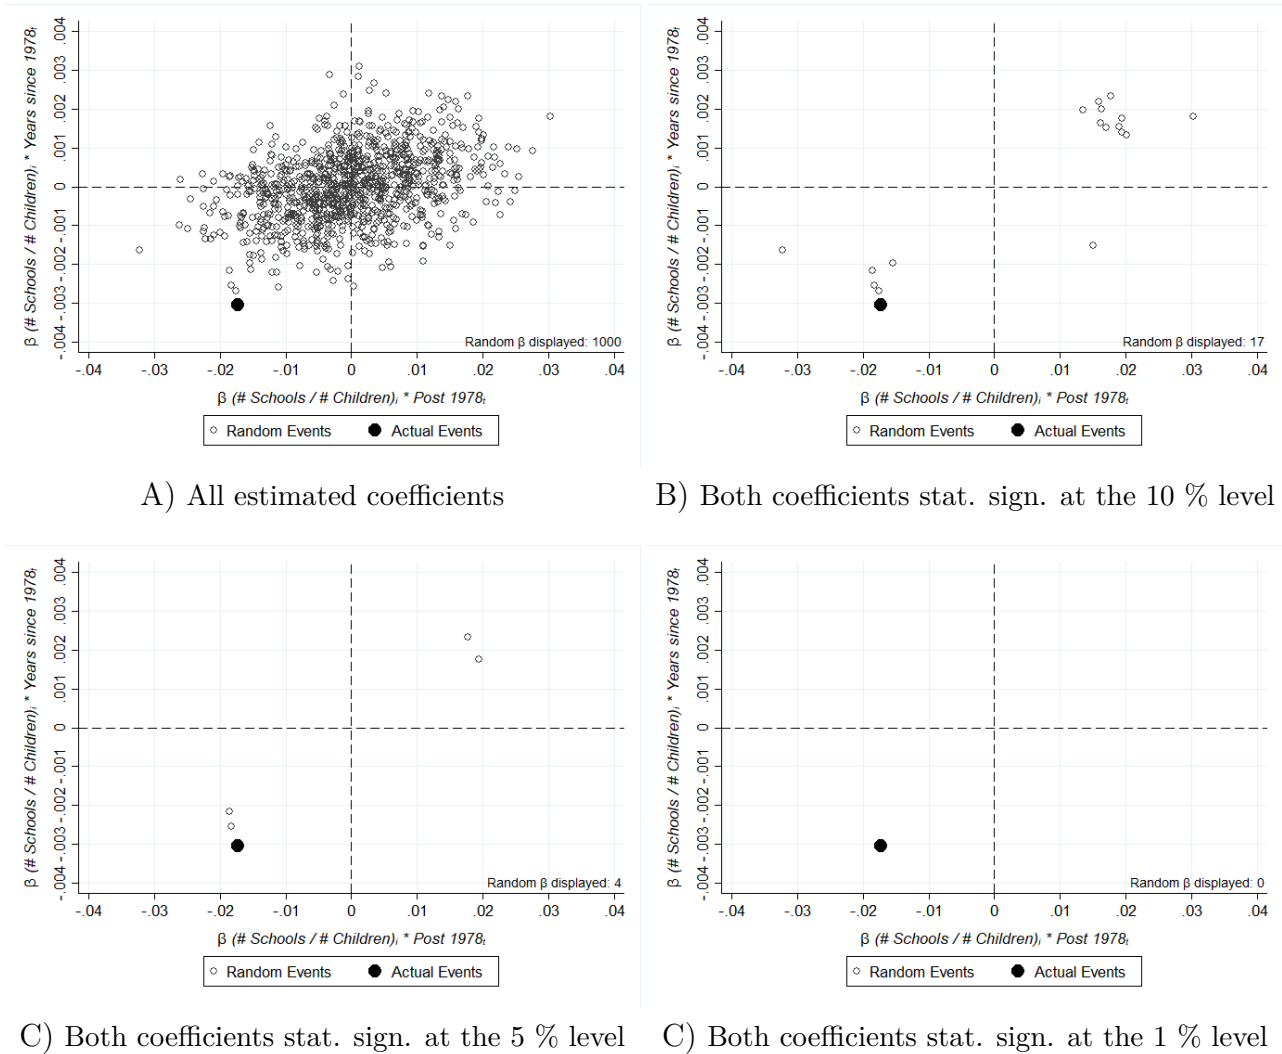 β (# Schools / # Children)ᵢ * Years since 1978ₜ
.004
.003
.002
.001
0
-.001
-.002
-.003
-.004
Random β displayed: 1000
-.04 -.03 -.02 -.01 0 .01 .02 .03 .04
β (# Schools / # Children)ᵢ * Post 1978ₜ
Random Events Actual Events
A) All estimated coefficients
β (# Schools / # Children)ᵢ * Years since 1978ₜ
.004
.003
.002
.001
0
-.001
-.002
-.003
-.004
Random β displayed: 17
-.04 -.03 -.02 -.01 0 .01 .02 .03 .04
β (# Schools / # Children)ᵢ * Post 1978ₜ
Random Events Actual Events
B) Both coefficients stat. sign. at the 10 % level
β (# Schools / # Children)ᵢ * Years since 1978ₜ
.004
.003
.002
.001
0
-.001
-.002
-.003
-.004
Random β displayed: 4
-.04 -.03 -.02 -.01 0 .01 .02 .03 .04
β (# Schools / # Children)ᵢ * Post 1978ₜ
Random Events Actual Events
C) Both coefficients stat. sign. at the 5 % level
β (# Schools / # Children)ᵢ * Years since 1978ₜ
.004
.003
.002
.001
0
-.001
-.002
-.003
-.004
Random β displayed: 0
-.04 -.03 -.02 -.01 0 .01 .02 .03 .04
β (# Schools / # Children)ᵢ * Post 1978ₜ
Random Events Actual Events
C) Both coefficients stat. sign. at the 1 % level